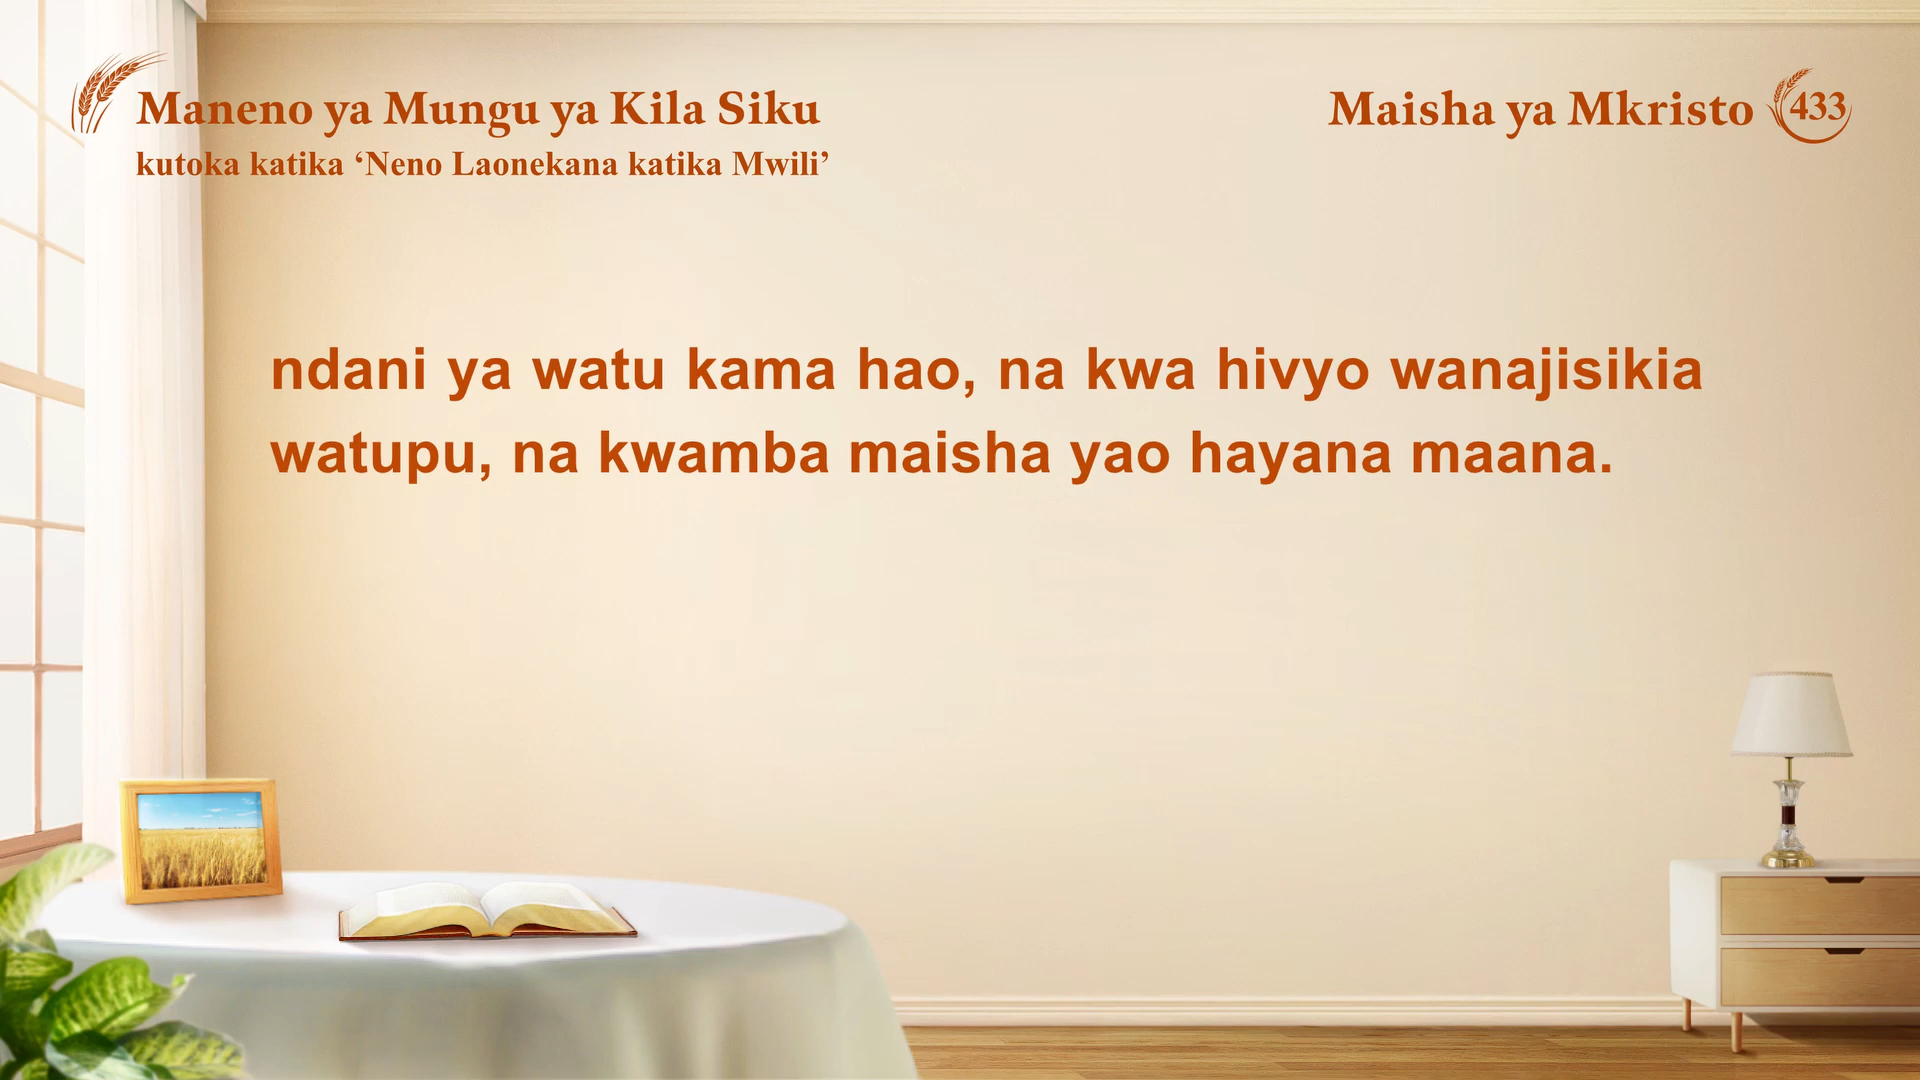 Maneno ya Mungu ya Kila Siku
kutoka katika ‘Neno Laonekana katika Mwili’
Maisha ya Mkristo 433
ndani ya watu kama hao, na kwa hivyo wanajisikia
watupu, na kwamba maisha yao hayana maana.